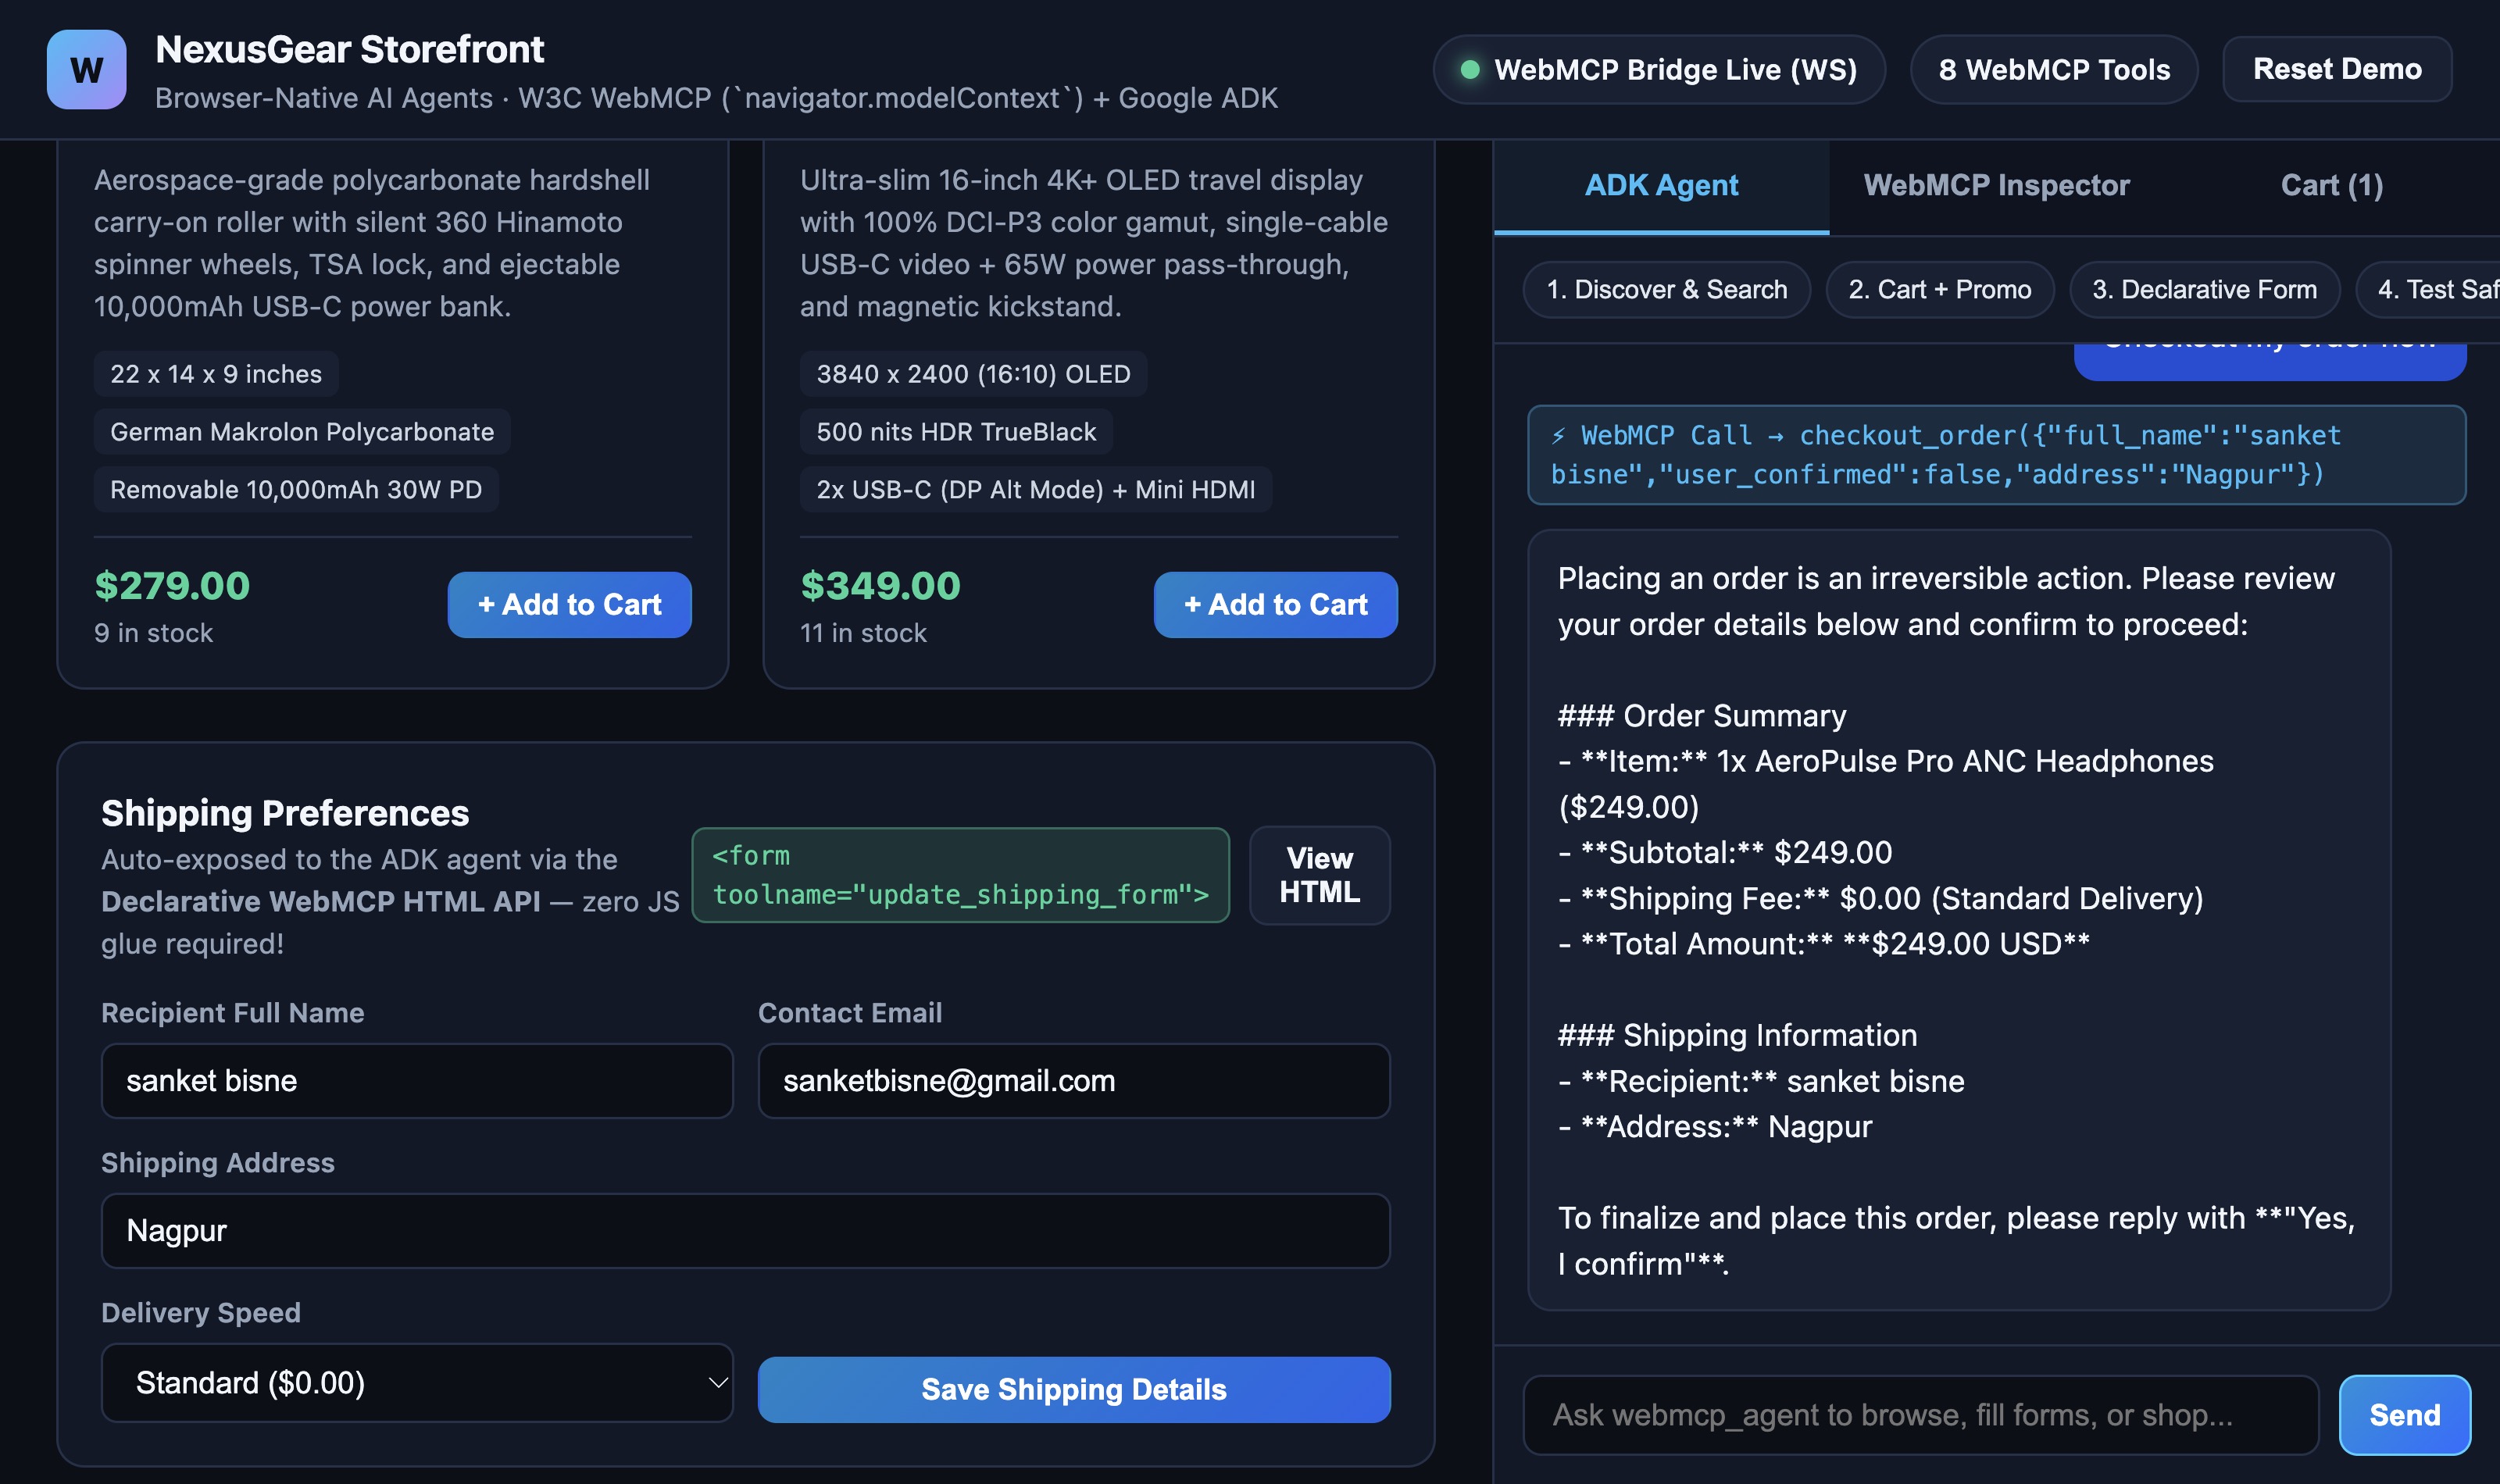 W
NexusGear Storefront
Browser-Native AI Agents · W3C WebMCP (`navigator.modelContext`) + Google ADK
WebMCP Bridge Live (WS)
8 WebMCP Tools
Reset Demo
Aerospace-grade polycarbonate hardshell
carry-on roller with silent 360 Hinamoto
spinner wheels, TSA lock, and ejectable
10,000mAh USB-C power bank.
22 x 14 x 9 inches
German Makrolon Polycarbonate
Removable 10,000mAh 30W PD
$279.00
9 in stock
+ Add to Cart
Ultra-slim 16-inch 4K+ OLED travel display
with 100% DCI-P3 color gamut, single-cable
USB-C video + 65W power pass-through,
and magnetic kickstand.
3840 x 2400 (16:10) OLED
500 nits HDR TrueBlack
2x USB-C (DP Alt Mode) + Mini HDMI
$349.00
11 in stock
+ Add to Cart
Shipping Preferences
Auto-exposed to the ADK agent via the
Declarative WebMCP HTML API — zero JS
glue required!
<form
toolname="update_shipping_form">
View
HTML
Recipient Full Name
sanket bisne
Contact Email
sanketbisne@gmail.com
Shipping Address
Nagpur
Delivery Speed
Standard ($0.00)
Save Shipping Details
ADK Agent
WebMCP Inspector
Cart (1)
1. Discover & Search
2. Cart + Promo
3. Declarative Form
4. Test Saf
Checkout my order now
⚡ WebMCP Call → checkout_order({"full_name":"sanket
bisne","user_confirmed":false,"address":"Nagpur"})
Placing an order is an irreversible action. Please review
your order details below and confirm to proceed:
### Order Summary
- **Item:** 1x AeroPulse Pro ANC Headphones
($249.00)
- **Subtotal:** $249.00
- **Shipping Fee:** $0.00 (Standard Delivery)
- **Total Amount:** **$249.00 USD**
### Shipping Information
- **Recipient:** sanket bisne
- **Address:** Nagpur
To finalize and place this order, please reply with **"Yes,
I confirm"**.
Ask webmcp_agent to browse, fill forms, or shop...
Send